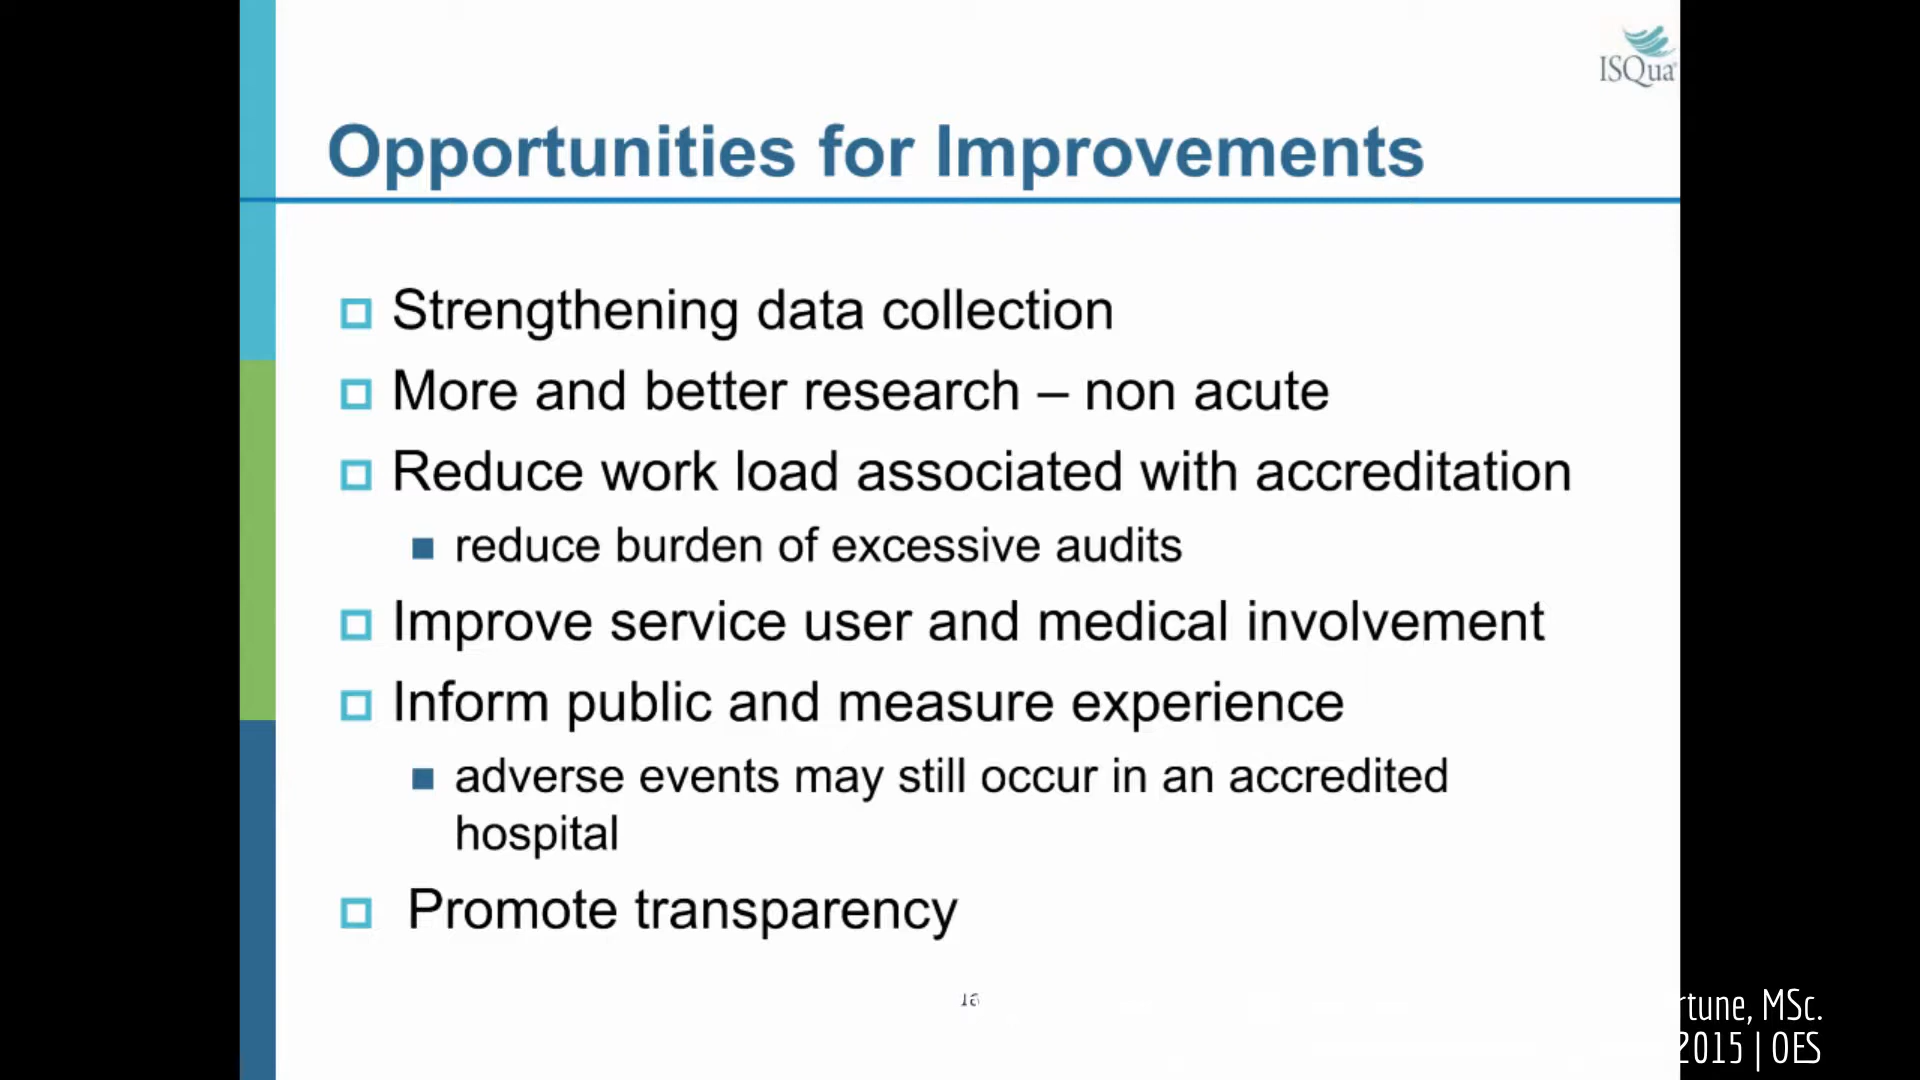 ISQua
Opportunities for Improvements
Strengthening data collection
More and better research – non acute
Reduce work load associated with accreditation
reduce burden of excessive audits
Improve service user and medical involvement
Inform public and measure experience
adverse events may still occur in an accredited
hospital
Promote transparency
rtune, MSc.
2015 | OES